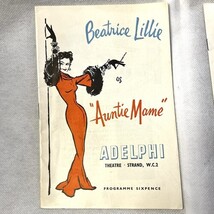 Beatrice Lillie
as
"Auntie Mame"
ADELPHI
THEATRE · STRAND, W.C.2
PROGRAMME SIXPENCE